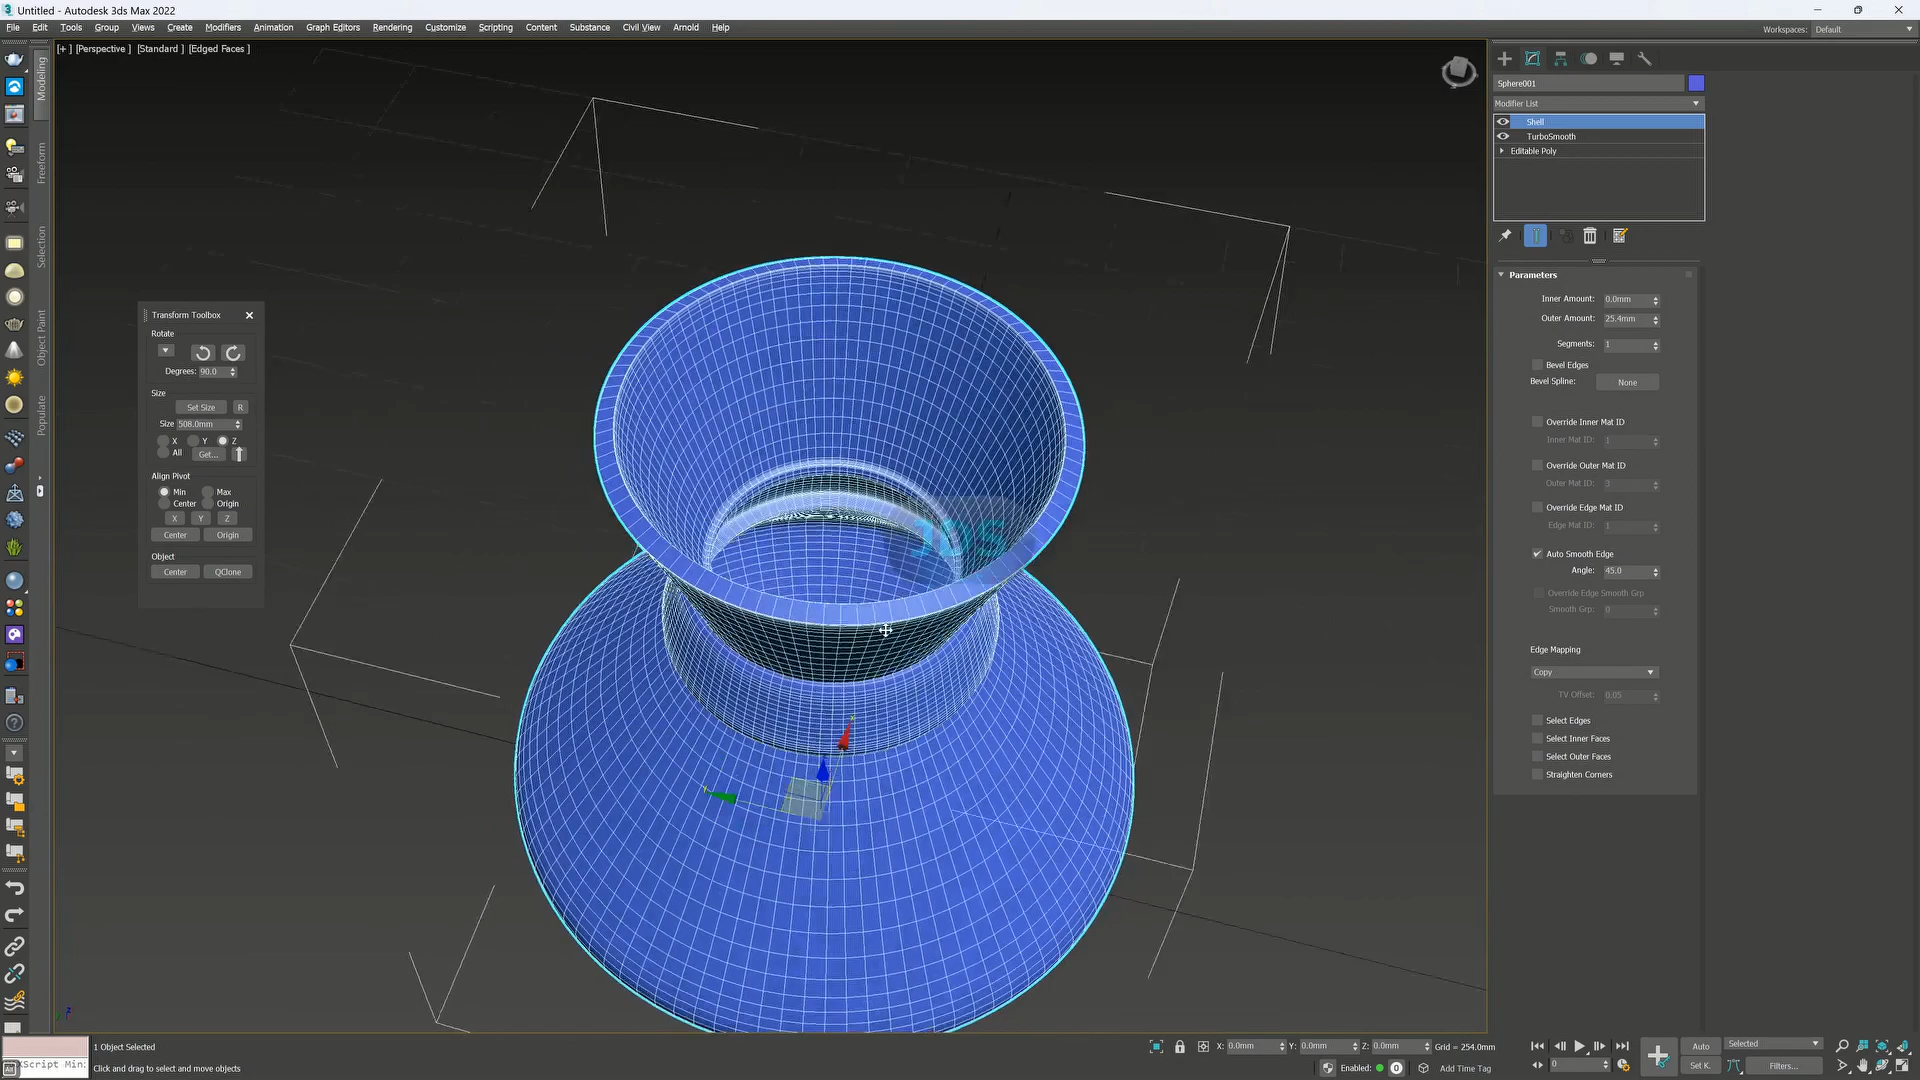 Untitled - Autodesk 3ds Max 2022
File Edit Tools Group Views Create Modifiers Animation Graph Editors Rendering Customize Scripting Content Substance Civil View Arnold Help
Workspaces: Default
[+] [Perspective ] [Standard ] [Edged Faces ]
Modeling
Freeform
Selection
Object Paint
Populate
Transform Toolbox
Rotate
Degrees: 90.0
Size
Set Size R
Size 508.0mm
X Y Z
All Get...
Align Pivot
Min Max
Center Origin
X Y Z
Center Origin
Object
Center QClone
3DS
Sphere001
Modifier List
Shell
TurboSmooth
Editable Poly
Parameters
Inner Amount: 0.0mm
Outer Amount: 25.4mm
Segments: 1
Bevel Edges
Bevel Spline: None
Override Inner Mat ID
Inner Mat ID: 1
Override Outer Mat ID
Outer Mat ID: 3
Override Edge Mat ID
Edge Mat ID: 1
Auto Smooth Edge
Angle: 45.0
Override Edge Smooth Grp
Smooth Grp: 0
Edge Mapping
Copy
TV Offset: 0.05
Select Edges
Select Inner Faces
Select Outer Faces
Straighten Corners
z
1 Object Selected
Click and drag to select and move objects
X: 0.0mm Y: 0.0mm Z: 0.0mm Grid = 254.0mm
Enabled: 0 Add Time Tag
0
Auto Selected
Set K. Filters...